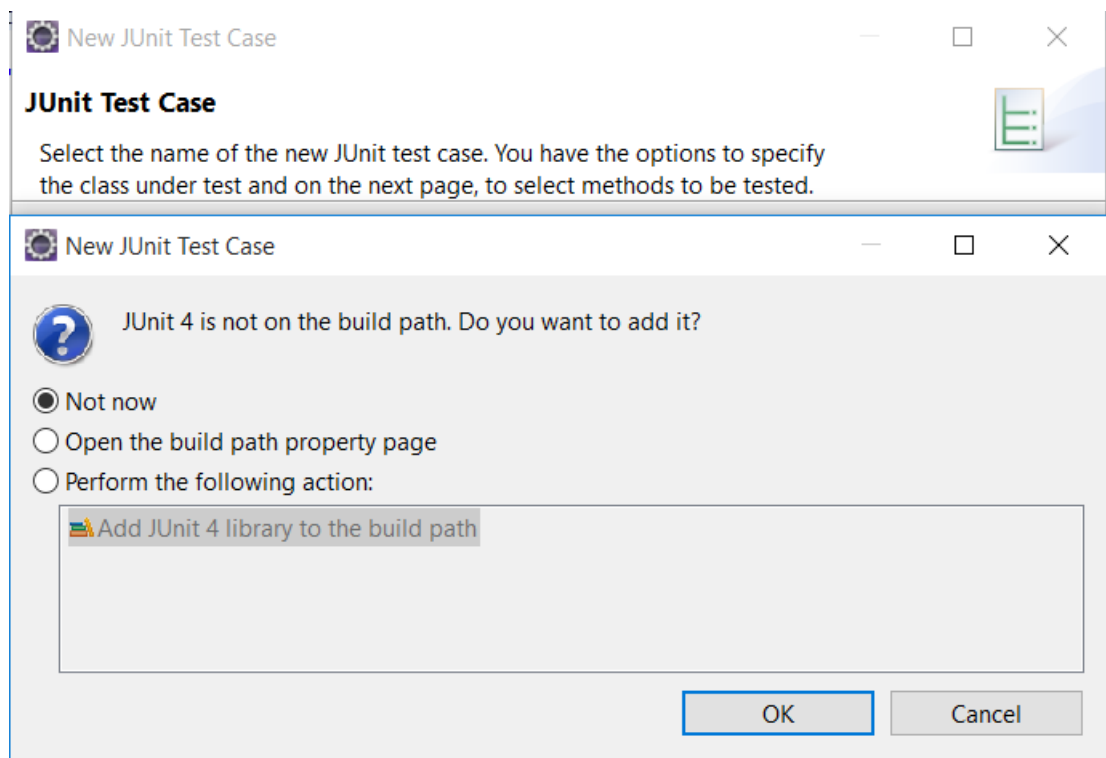 New JUnit Test Case
JUnit Test Case
Select the name of the new JUnit test case. You have the options to specify
the class under test and on the next page, to select methods to be tested.
New JUnit Test Case
JUnit 4 is not on the build path. Do you want to add it?
Not now
Open the build path property page
Perform the following action:
Add JUnit 4 library to the build path
OK
Cancel